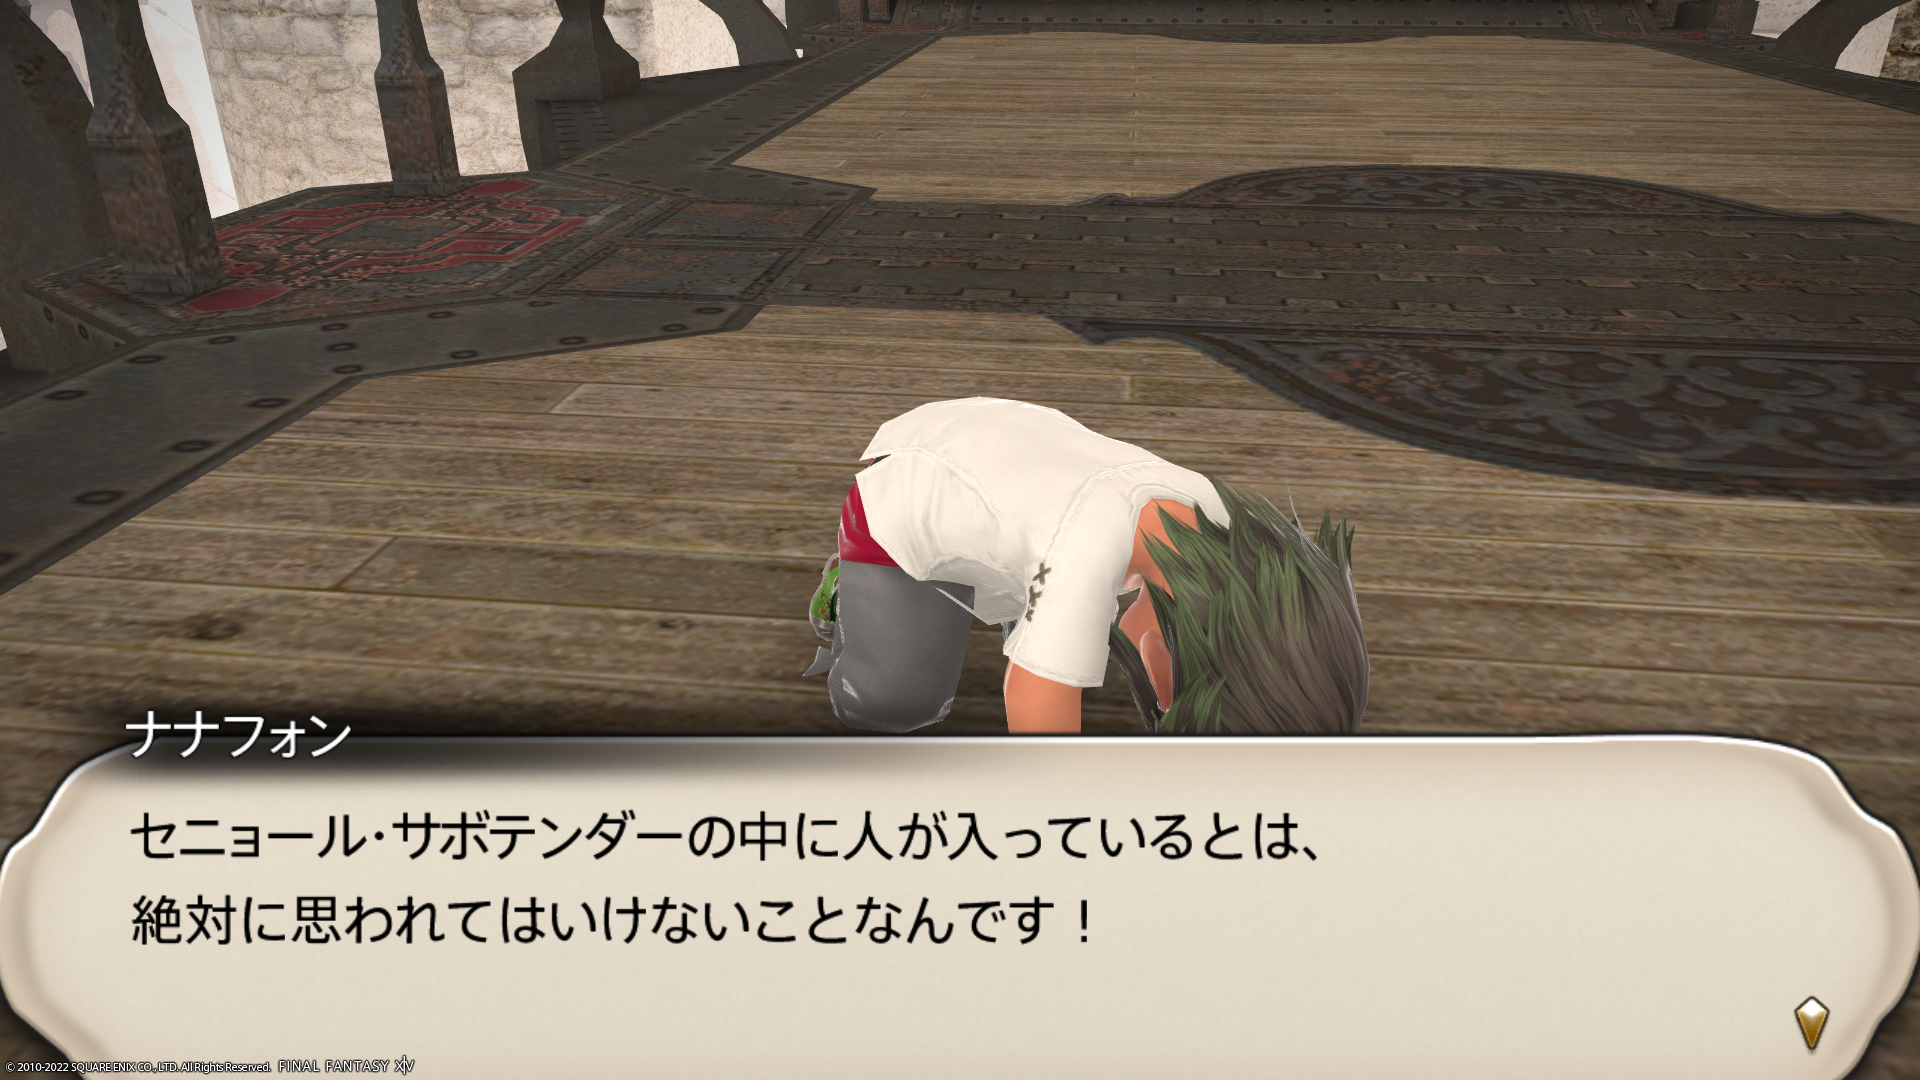 ナナフォン
セニョール・サボテンダーの中に人が入っているとは、
絶対に思われてはいけないことなんです！
© 2010-2022 SQUARE ENIX CO., LTD. All Rights Reserved. FINAL FANTASY XIV